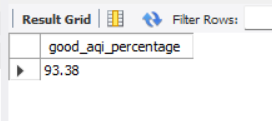 Result Grid Filter Rows:
good_aqi_percentage
93.38